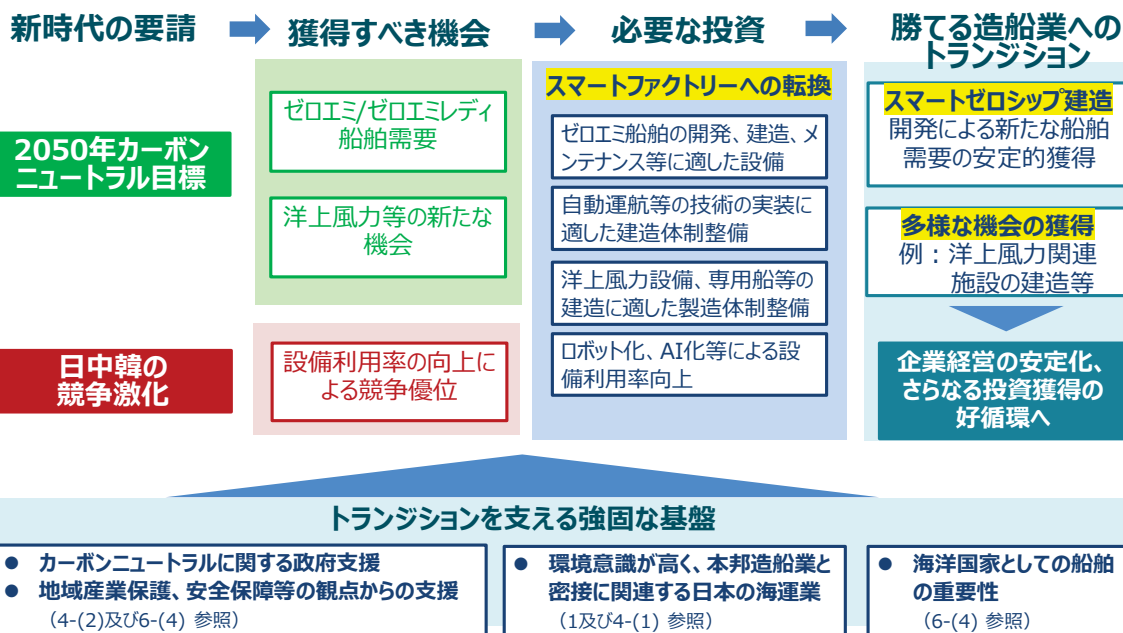 新時代の要請
獲得すべき機会
必要な投資
勝てる造船業への
トランジション
2050年カーボン
ニュートラル目標
日中韓の
競争激化
ゼロエミ/ゼロエミレディ
船舶需要
洋上風力等の新たな
機会
設備利用率の向上に
よる競争優位
スマートファクトリーへの転換
ゼロエミ船舶の開発、建造、メ
ンテナンス等に適した設備
自動運航等の技術の実装に
適した建造体制整備
洋上風力設備、専用船等の
建造に適した製造体制整備
ロボット化、AI化等による設
備利用率向上
スマートゼロシップ建造
開発による新たな船舶
需要の安定的獲得
多様な機会の獲得
例：洋上風力関連
施設の建造等
企業経営の安定化、
さらなる投資獲得の
好循環へ
トランジションを支える強固な基盤
● カーボンニュートラルに関する政府支援
● 地域産業保護、安全保障等の観点からの支援
（4-(2)及び6-(4) 参照）
● 環境意識が高く、本邦造船業と
密接に関連する日本の海運業
（1及び4-(1) 参照）
● 海洋国家としての船舶
の重要性
（6-(4) 参照）